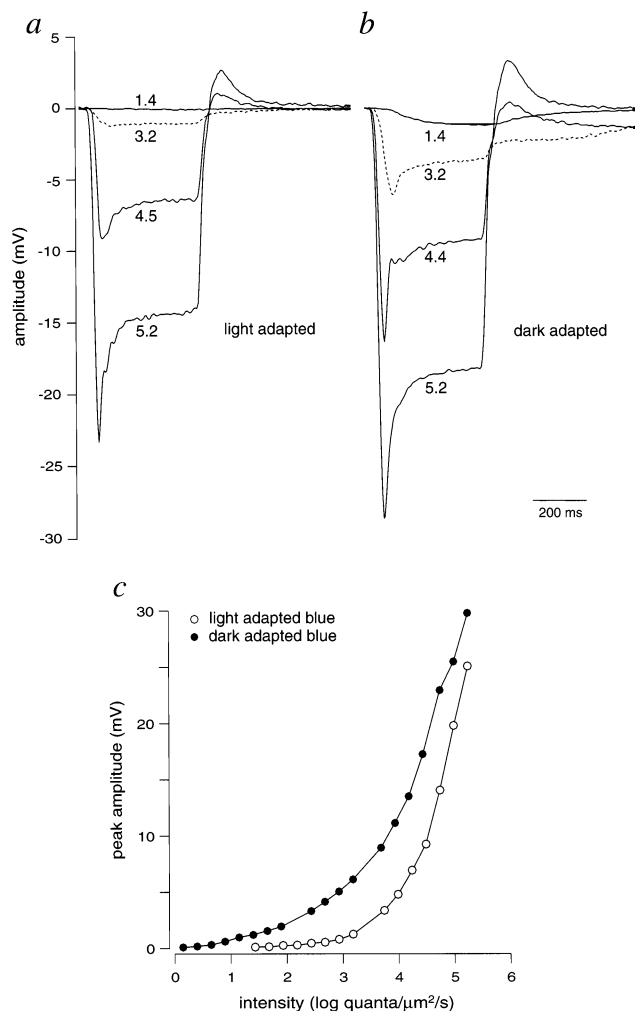 a
b
5
0
-5
-10
-15
-20
-25
-30
amplitude (mV)
1.4
3.2
4.5
5.2
light adapted
1.4
3.2
4.4
5.2
dark adapted
200 ms
c
light adapted blue
dark adapted blue
30
20
10
0
peak amplitude (mV)
0 1 2 3 4 5 6
intensity (log quanta/μm²/s)